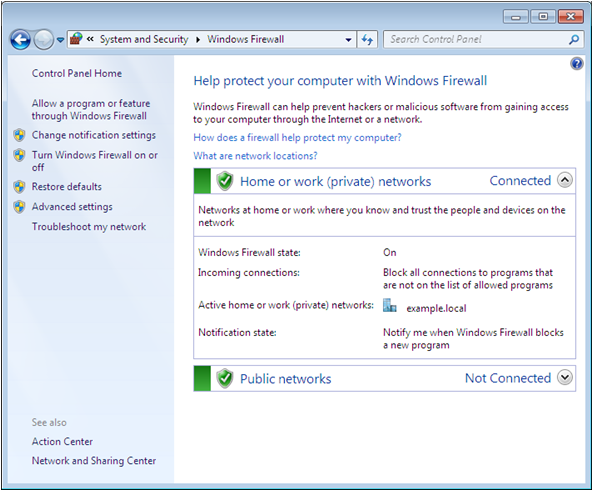 « System and Security ▸ Windows Firewall
Search Control Panel
Control Panel Home
Allow a program or feature
through Windows Firewall
Change notification settings
Turn Windows Firewall on or
off
Restore defaults
Advanced settings
Troubleshoot my network
See also
Action Center
Network and Sharing Center
Help protect your computer with Windows Firewall
Windows Firewall can help prevent hackers or malicious software from gaining access
to your computer through the Internet or a network.
How does a firewall help protect my computer?
What are network locations?
Home or work (private) networks Connected
Networks at home or work where you know and trust the people and devices on the
network
Windows Firewall state: On
Incoming connections: Block all connections to programs that
are not on the list of allowed programs
Active home or work (private) networks: example.local
Notification state: Notify me when Windows Firewall blocks
a new program
Public networks Not Connected